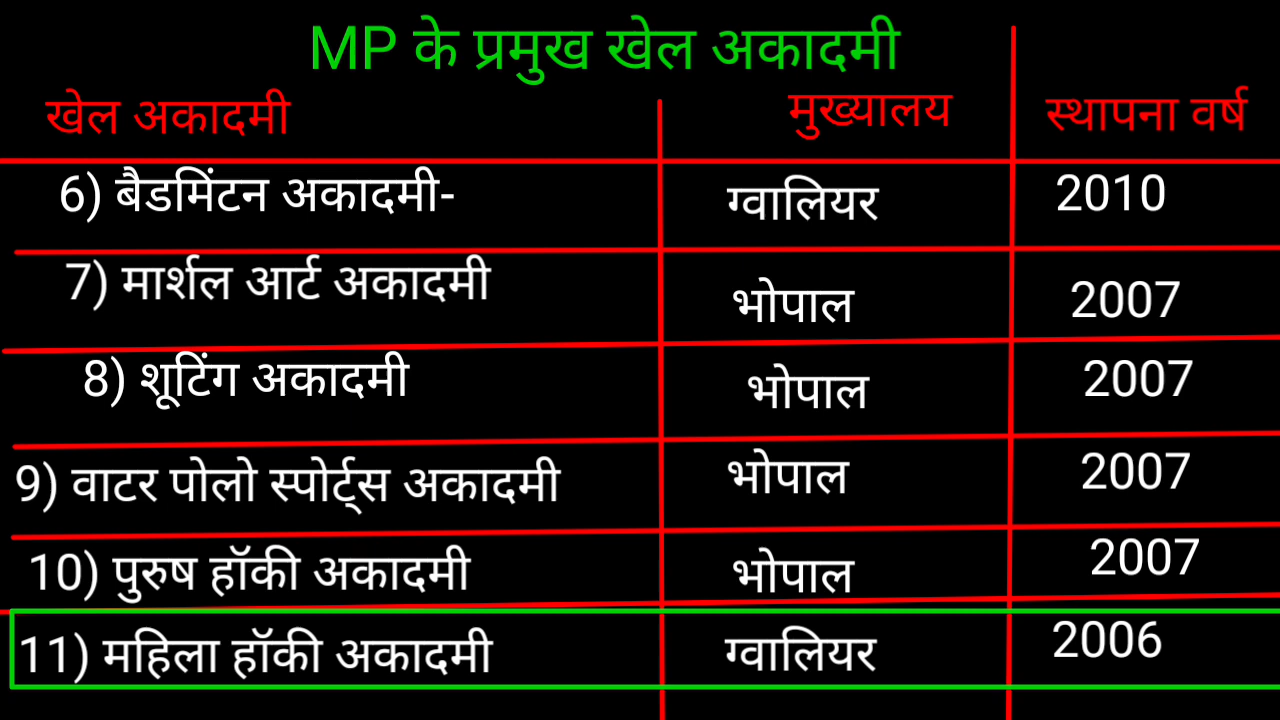 MP के प्रमुख खेल अकादमी
खेल अकादमी मुख्यालय स्थापना वर्ष
6) बैडमिंटन अकादमी- ग्वालियर 2010
7) मार्शल आर्ट अकादमी भोपाल 2007
8) शूटिंग अकादमी भोपाल 2007
9) वाटर पोलो स्पोर्ट्स अकादमी भोपाल 2007
10) पुरुष हॉकी अकादमी भोपाल 2007
11) महिला हॉकी अकादमी ग्वालियर 2006